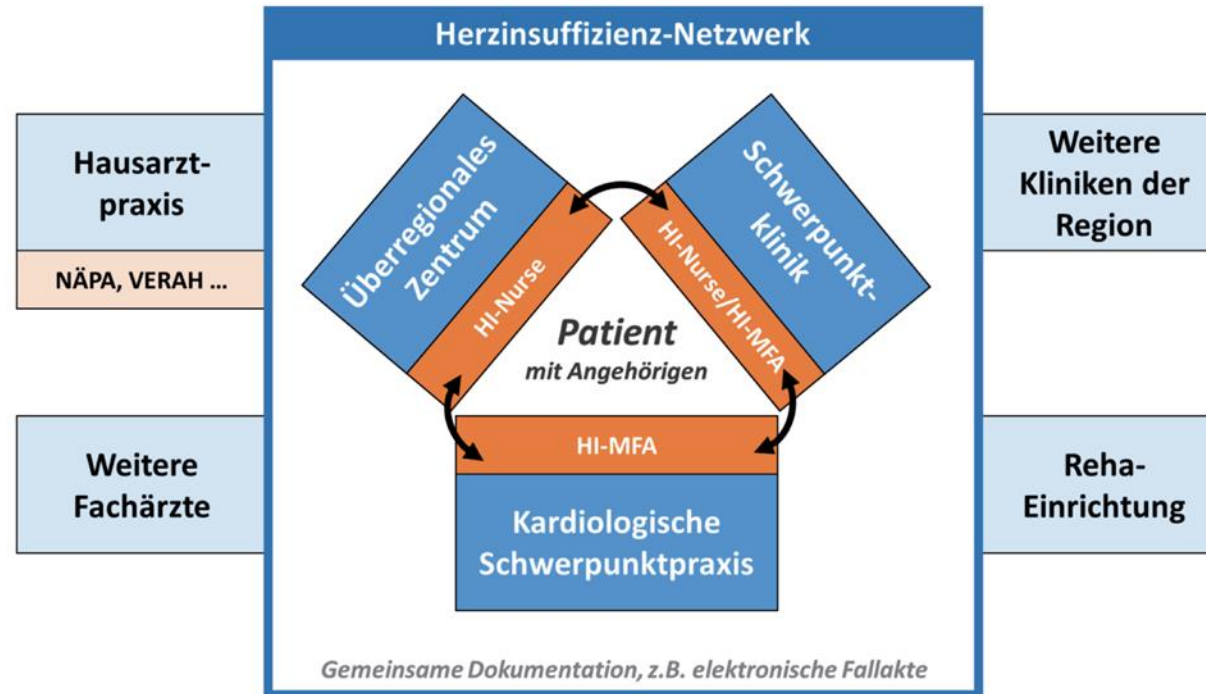 Herzinsuffizienz-Netzwerk
Hausarzt-
praxis
NÄPA, VERAH ...
Weitere
Fachärzte
Überregionales
Zentrum
HI-Nurse
Schwerpunkt-
klinik
HI-Nurse/HI-MFA
Patient
mit Angehörigen
HI-MFA
Kardiologische
Schwerpunktpraxis
Weitere
Kliniken der
Region
Reha-
Einrichtung
Gemeinsame Dokumentation, z.B. elektronische Fallakte